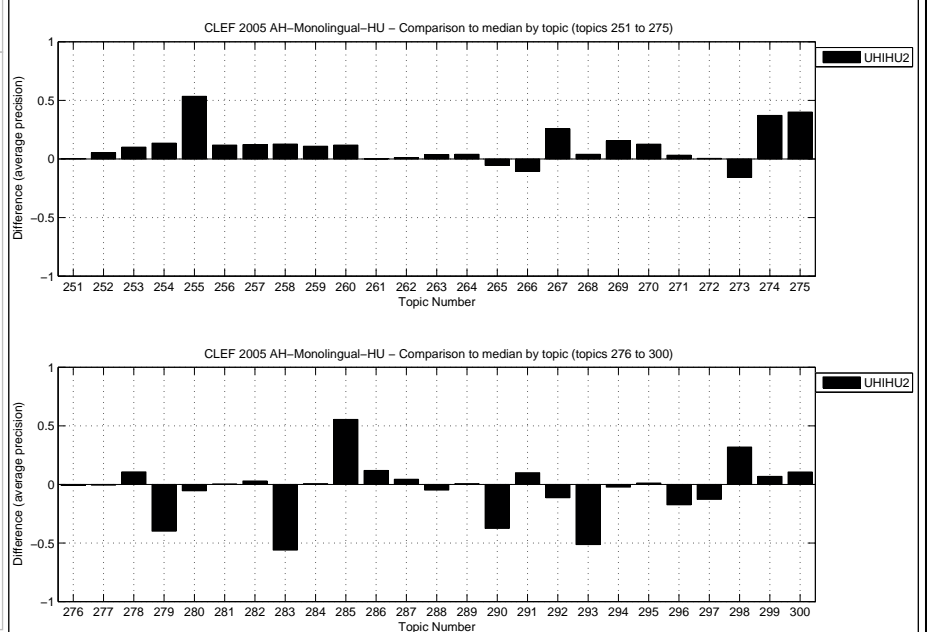 CLEF 2005 AH−Monolingual−HU − Comparison to median by topic (topics 251 to 275)
UHIHU2
1
0.5
0
−0.5
−1
Difference (average precision)
251 252 253 254 255 256 257 258 259 260 261 262 263 264 265 266 267 268 269 270 271 272 273 274 275
Topic Number
CLEF 2005 AH−Monolingual−HU − Comparison to median by topic (topics 276 to 300)
UHIHU2
1
0.5
0
−0.5
−1
Difference (average precision)
276 277 278 279 280 281 282 283 284 285 286 287 288 289 290 291 292 293 294 295 296 297 298 299 300
Topic Number